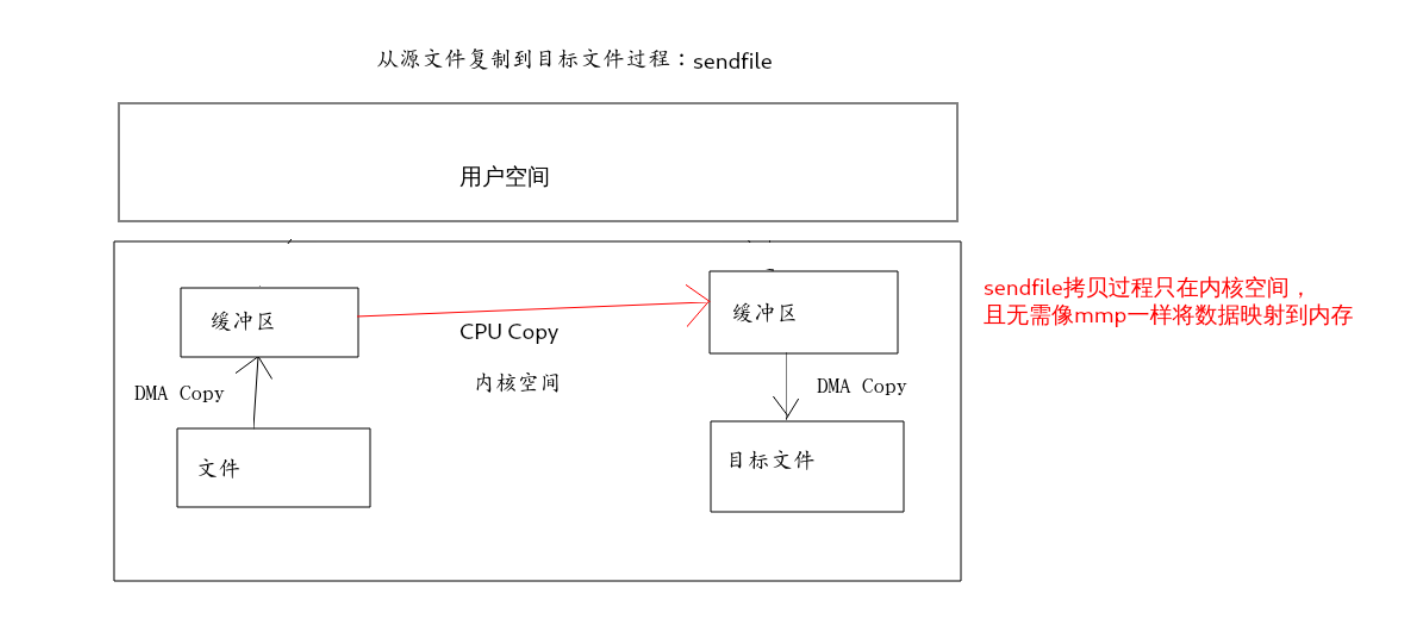 从源文件复制到目标文件过程：sendfile
用户空间
缓冲区
缓冲区
sendfile拷贝过程只在内核空间，
且无需像mmp一样将数据映射到内存
CPU Copy
内核空间
DMA Copy
DMA Copy
文件
目标文件